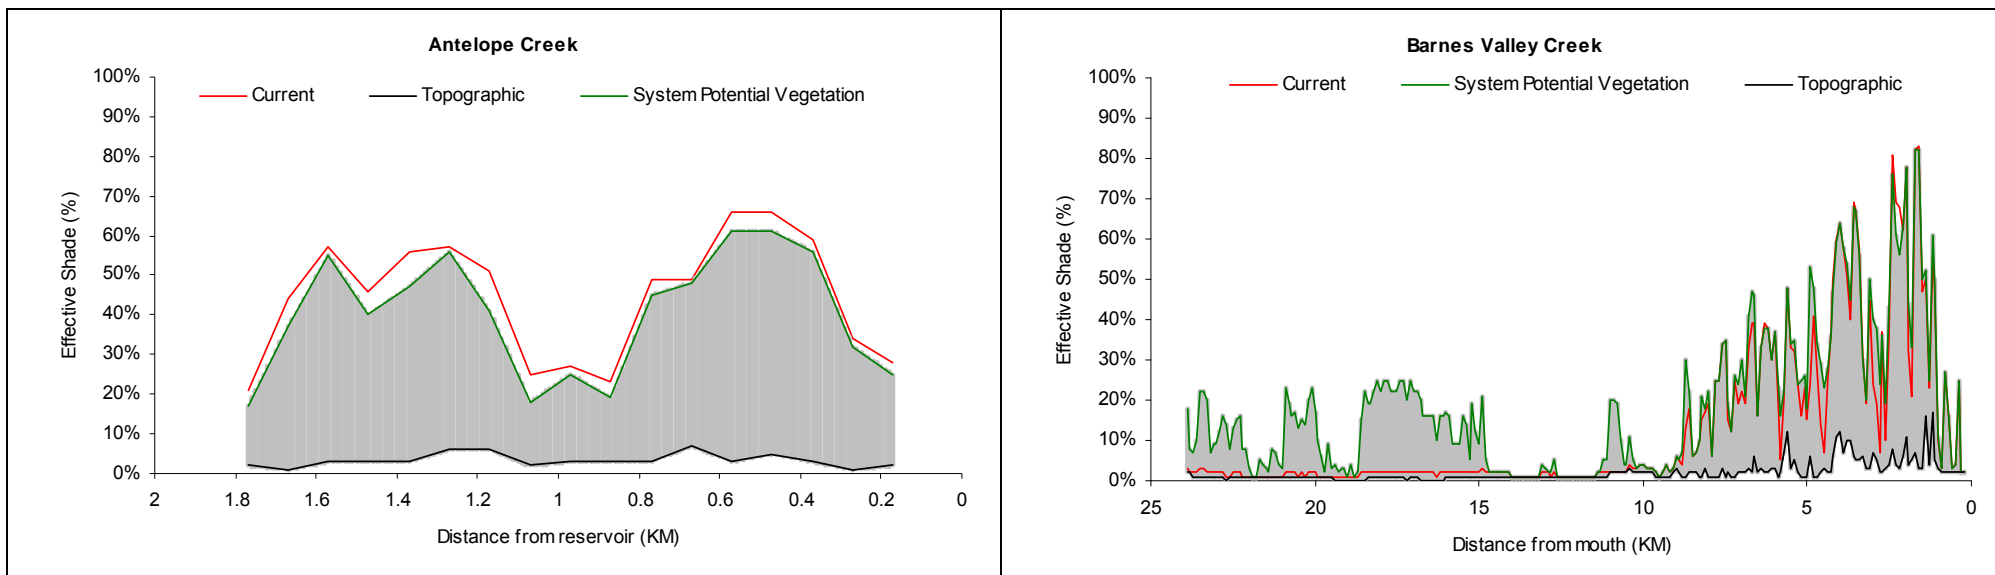 Antelope Creek
Current Topographic System Potential Vegetation
100%
90%
80%
70%
60%
50%
40%
30%
20%
10%
0%
Effective Shade (%)
2 1.8 1.6 1.4 1.2 1 0.8 0.6 0.4 0.2 0
Distance from reservoir (KM)
Barnes Valley Creek
Current System Potential Vegetation Topographic
100%
90%
80%
70%
60%
50%
40%
30%
20%
10%
0%
Effective Shade (%)
25 20 15 10 5 0
Distance from mouth (KM)